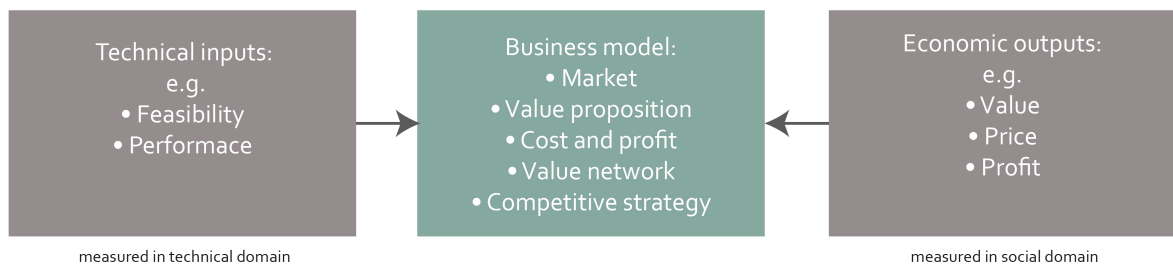 Technical inputs:
e.g.
• Feasibility
• Performace
measured in technical domain
Business model:
• Market
• Value proposition
• Cost and profit
• Value network
• Competitive strategy
Economic outputs:
e.g.
• Value
• Price
• Profit
measured in social domain